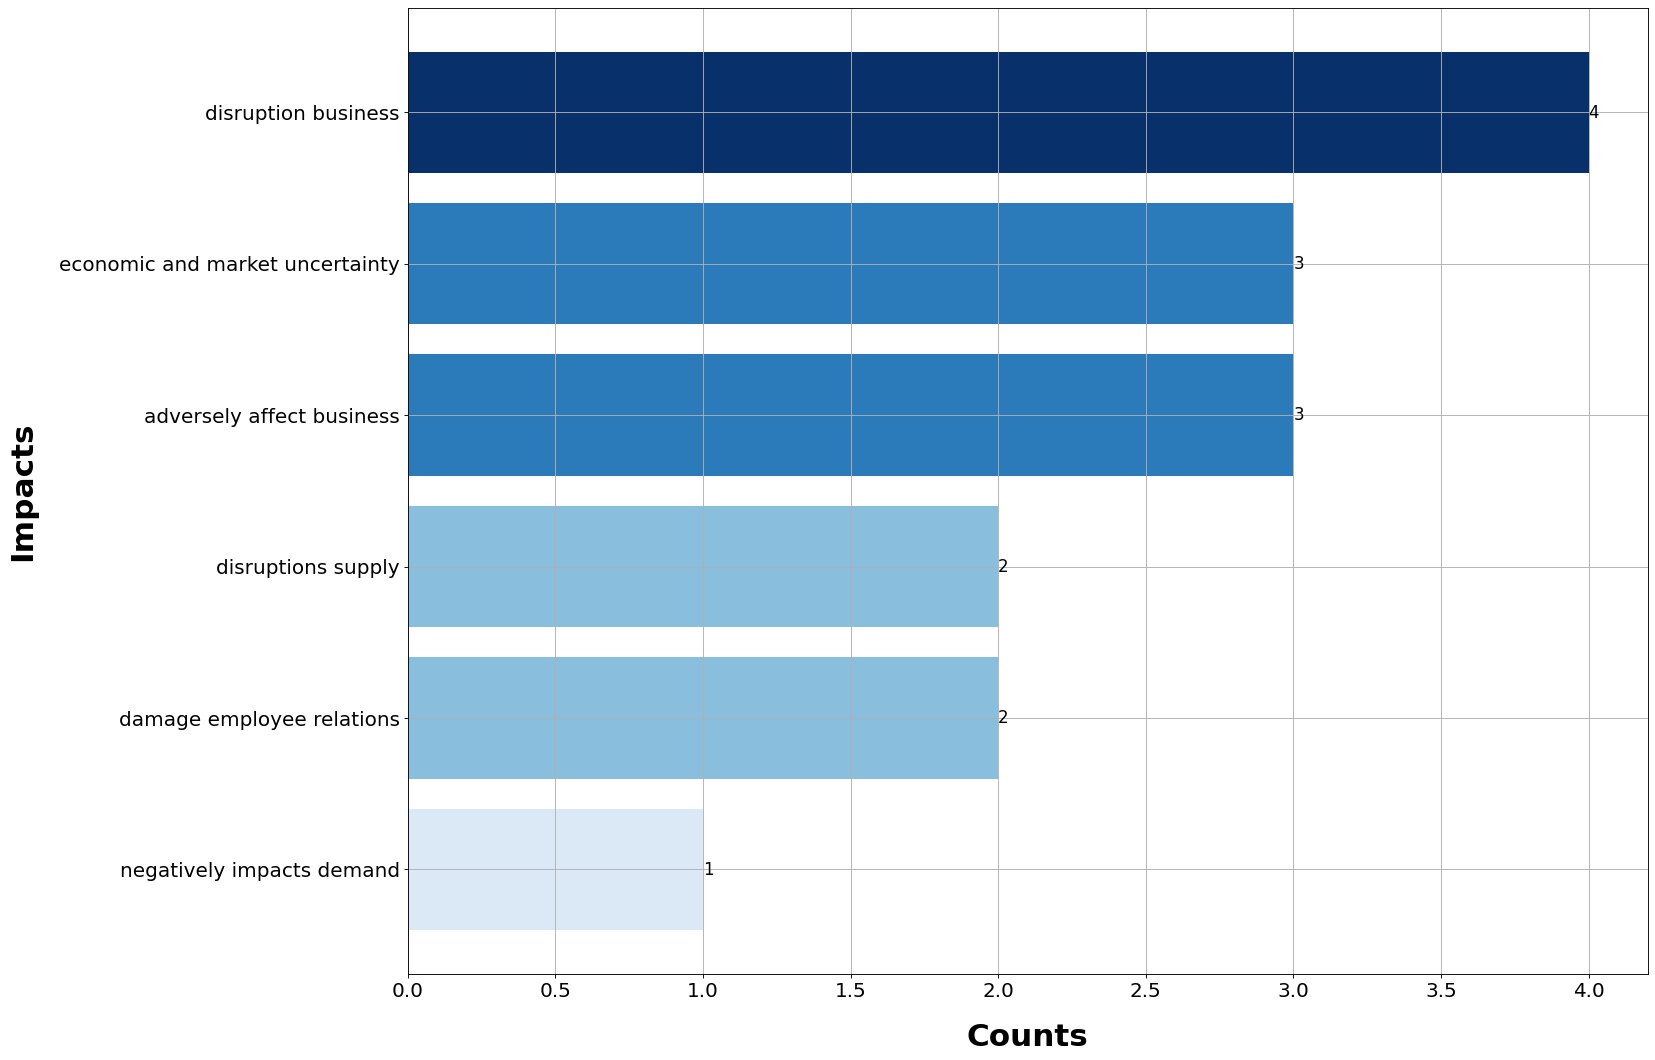 disruption business
4
economic and market uncertainty
3
adversely affect business
3
Impacts
disruptions supply
2
damage employee relations
2
negatively impacts demand
1
0.0 0.5 1.0 1.5 2.0 2.5 3.0 3.5 4.0
Counts